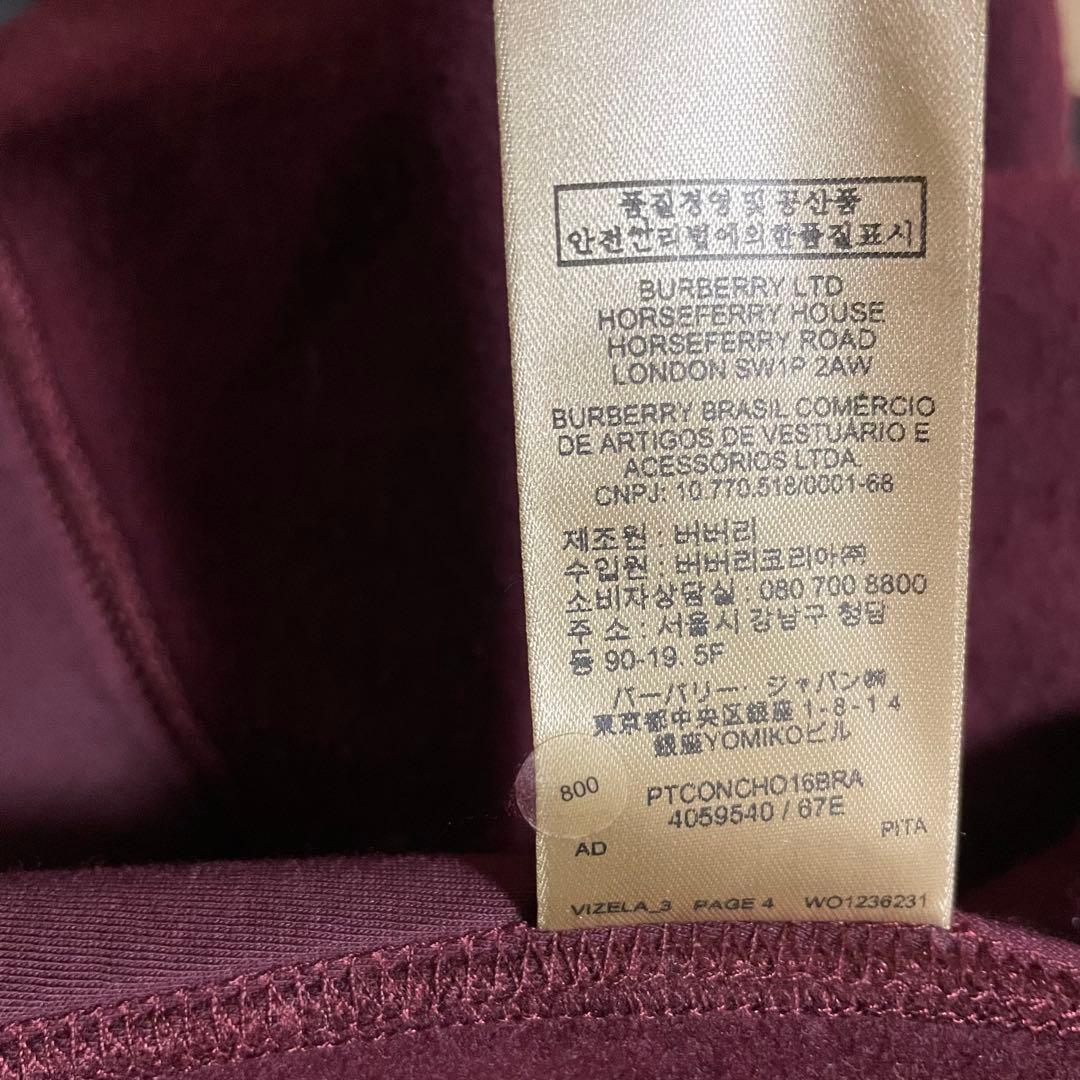 품질경영및공산품
안전관리법에의한품질표시
BURBERRY LTD
HORSEFERRY HOUSE
HORSEFERRY ROAD
LONDON SW1P 2AW
BURBERRY BRASIL COMÉRCIO
DE ARTIGOS DE VESTUÁRIO E
ACESSÓRIOS LTDA.
CNPJ: 10.770.518/0001-68
제조원 : 버버리
수입원 : 버버리코리아㈜
소비자상담실 : 080 700 8800
주 소 : 서울시 강남구 청담
동 90-19. 5F
バーバリー・ジャパン㈱
東京都中央区銀座1-8-14
銀座YOMIKOビル
800
PTCONCHO16BRA
4059540 / 67E
PITA
AD
VIZELA_3 PAGE 4 WO1236231